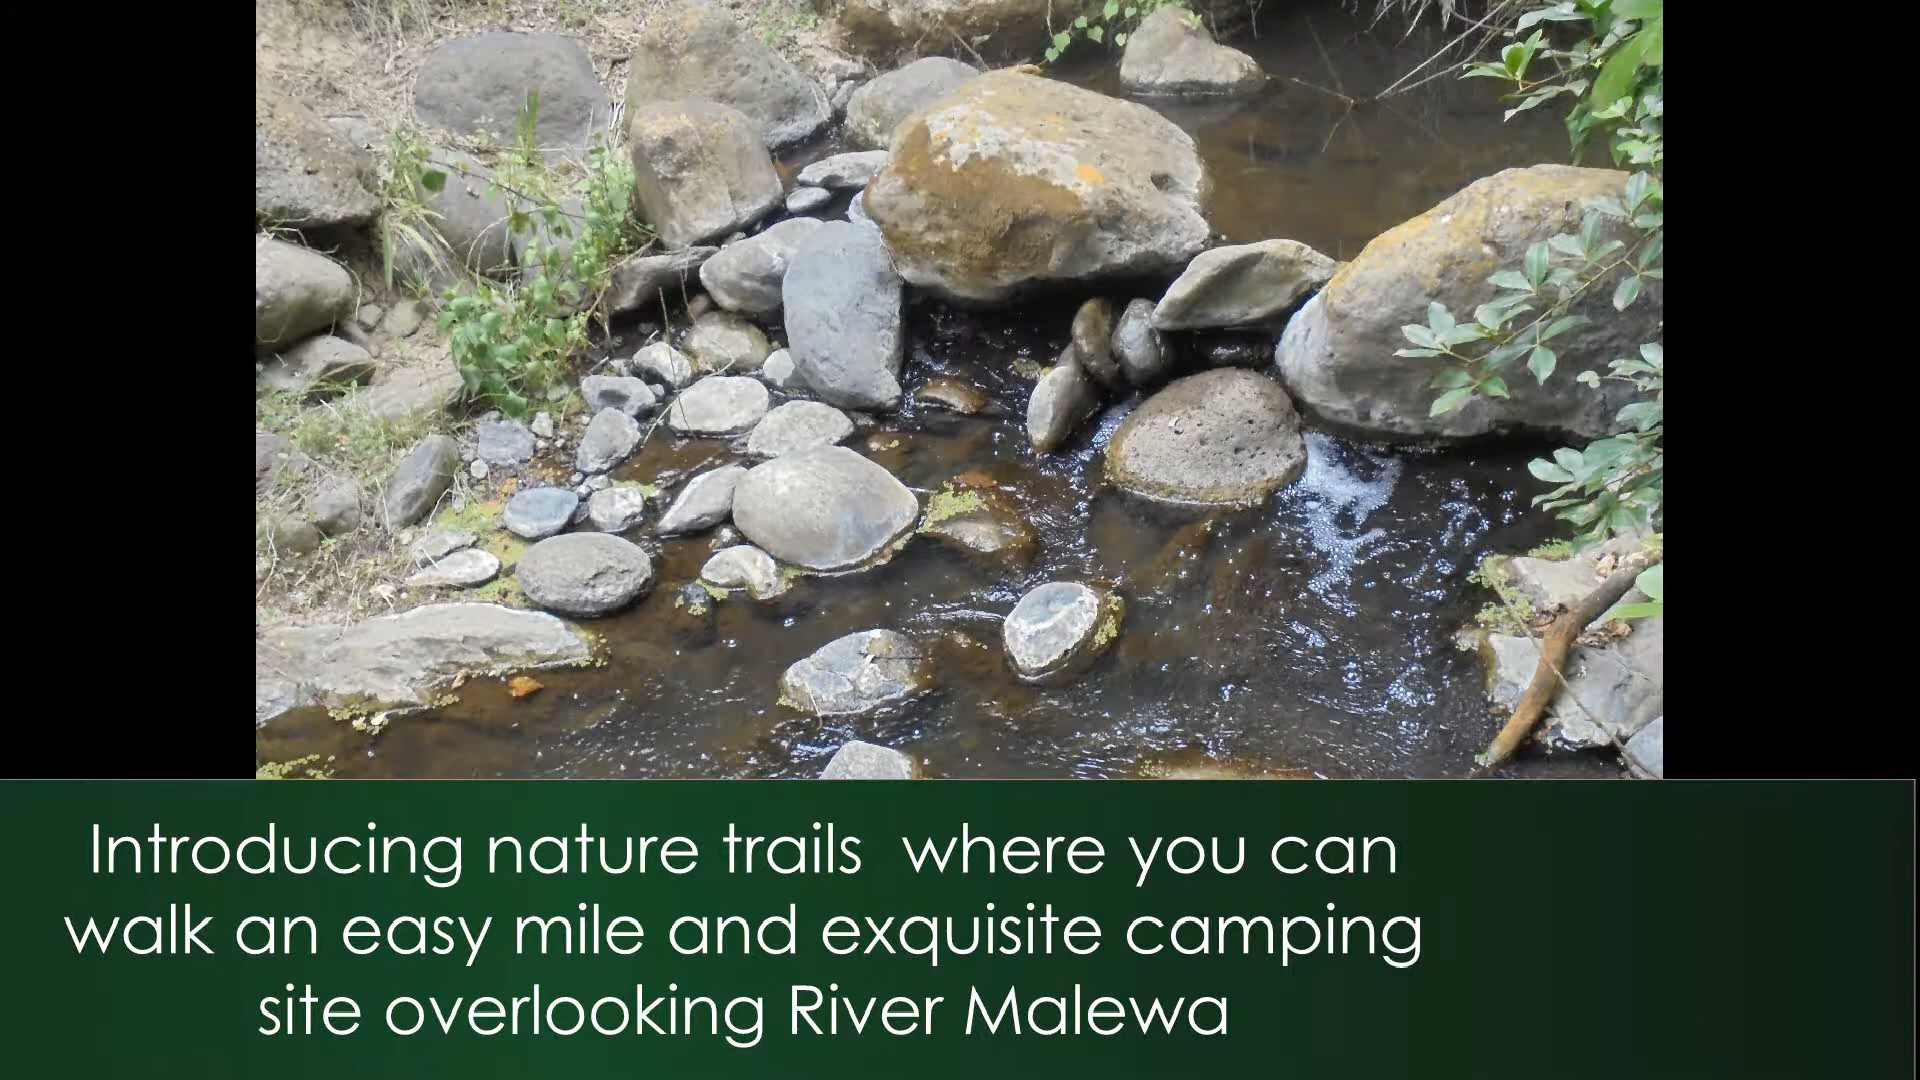 Introducing nature trails  where you can
walk an easy mile and exquisite camping
site overlooking River Malewa